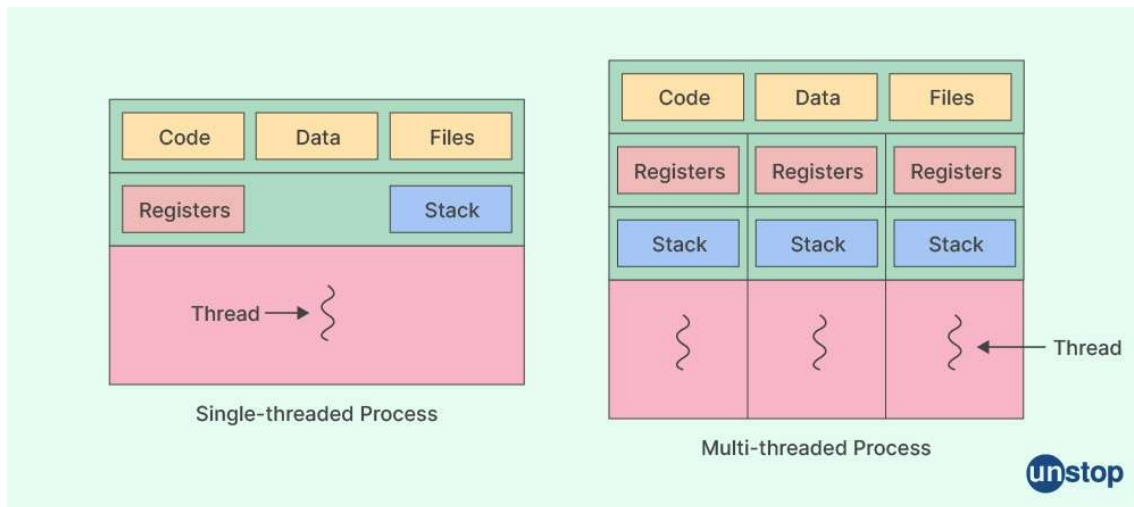 Code Data Files
Registers Stack
Thread
Single-threaded Process
Code Data Files
Registers Registers Registers
Stack Stack Stack
Thread
Multi-threaded Process
unstop